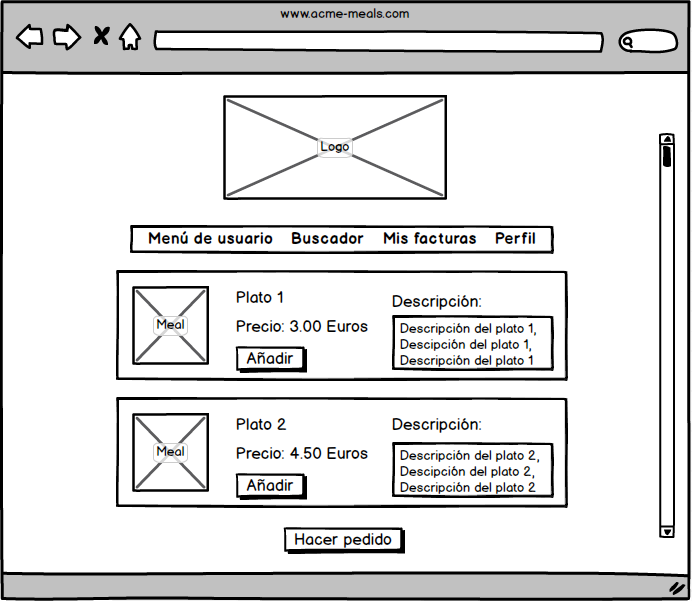 www.acme-meals.com
Logo
Menú de usuario Buscador Mis facturas Perfil
Meal
Plato 1
Precio: 3.00 Euros
Añadir
Descripción:
Descripción del plato 1,
Descipción del plato 1,
Descripción del plato 1
Meal
Plato 2
Precio: 4.50 Euros
Añadir
Descripción:
Descripción del plato 2,
Descipción del plato 2,
Descripción del plato 2
Hacer pedido